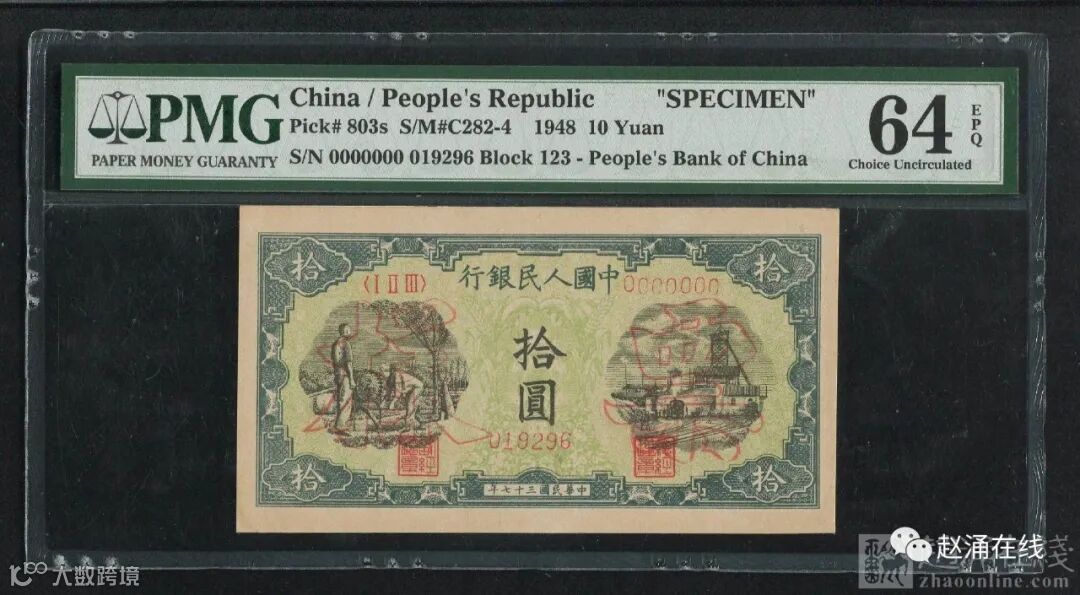 PMG
PAPER MONEY GUARANTY
China / People's Republic "SPECIMEN"
Pick# 803s S/M#C282-4 1948 10 Yuan
S/N 0000000 019296 Block 123 - People's Bank of China
64
EPQ
Choice Uncirculated
拾
行銀民人國中
拾
〈I II III〉
0000000
拾
圓
019296
拾
年七十三國民華中
拾
大数跨境
赵涌在线
zhaoonline.com